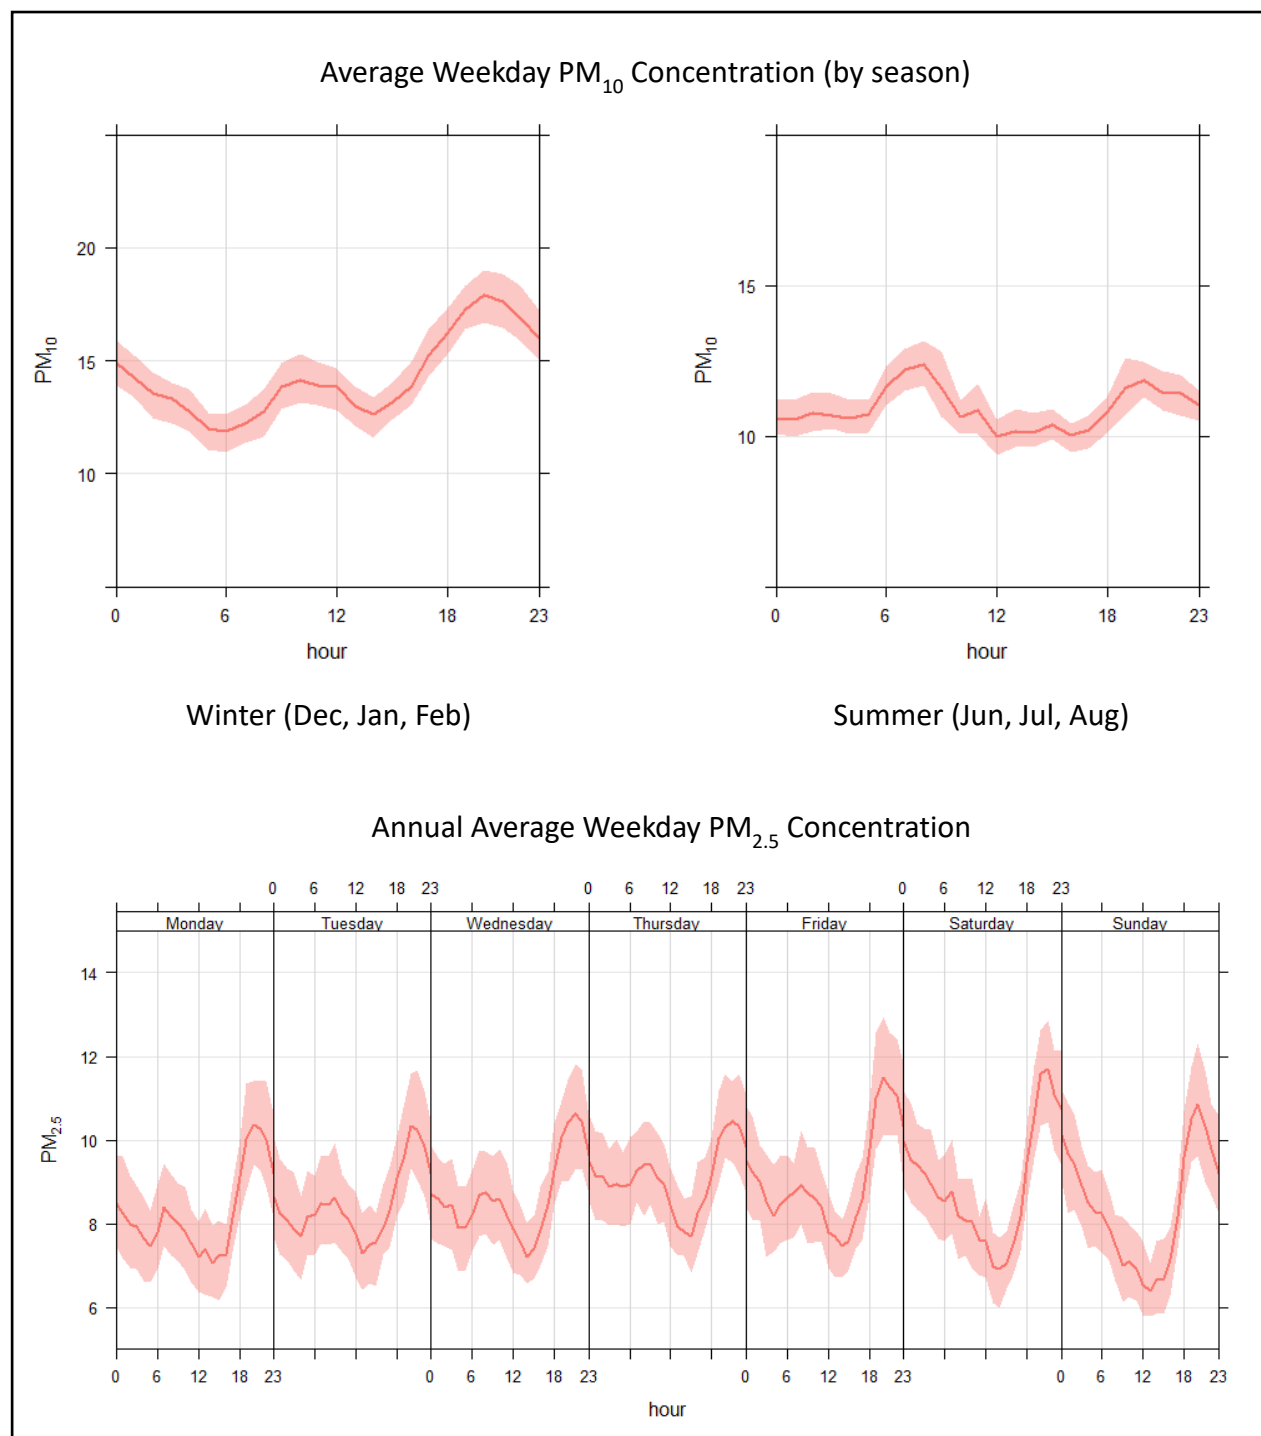 Average Weekday PM10 Concentration (by season)
20
15
10
PM10
0 6 12 18 23
hour
Winter (Dec, Jan, Feb)
15
10
PM10
0 6 12 18 23
hour
Summer (Jun, Jul, Aug)
Annual Average Weekday PM2.5 Concentration
0 6 12 18 23 0 6 12 18 23 0 6 12 18 23
Monday Tuesday Wednesday Thursday Friday Saturday Sunday
14
12
10
8
6
PM2.5
0 6 12 18 23 0 6 12 18 23 0 6 12 18 23 0 6 12 18 23
hour